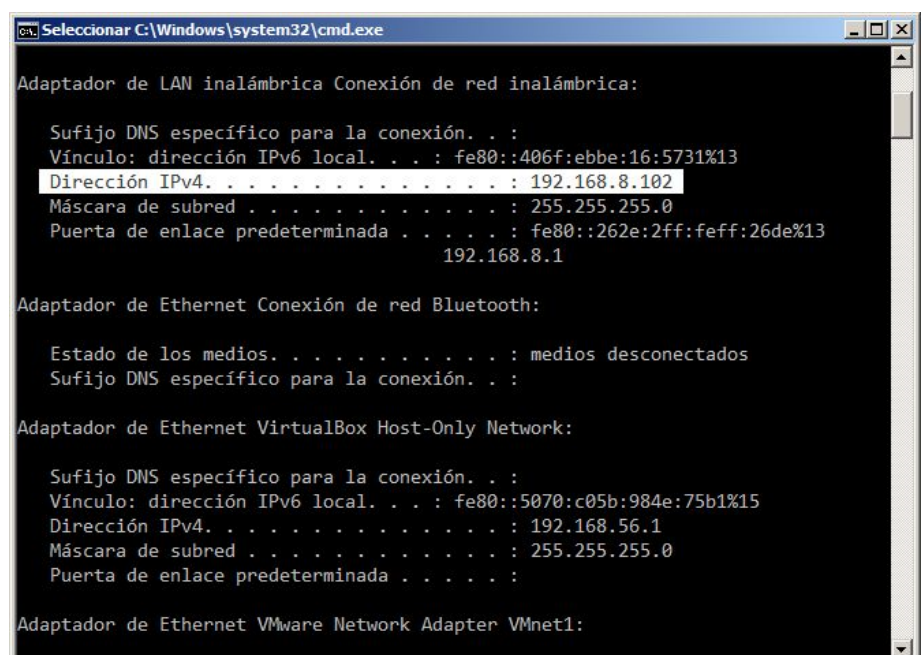 Seleccionar C:\Windows\system32\cmd.exe
Adaptador de LAN inalámbrica Conexión de red inalámbrica:
Sufijo DNS específico para la conexión. . :
Vínculo: dirección IPv6 local. . . : fe80::406f:ebbe:16:5731%13
Dirección IPv4. . . . . . . . . . . . . . : 192.168.8.102
Máscara de subred . . . . . . . . . . . . : 255.255.255.0
Puerta de enlace predeterminada . . . . . : fe80::262e:2ff:feff:26de%13
192.168.8.1
Adaptador de Ethernet Conexión de red Bluetooth:
Estado de los medios. . . . . . . . . . . : medios desconectados
Sufijo DNS específico para la conexión. . :
Adaptador de Ethernet VirtualBox Host-Only Network:
Sufijo DNS específico para la conexión. . :
Vínculo: dirección IPv6 local. . . : fe80::5070:c05b:984e:75b1%15
Dirección IPv4. . . . . . . . . . . . . . : 192.168.56.1
Máscara de subred . . . . . . . . . . . . : 255.255.255.0
Puerta de enlace predeterminada . . . . . :
Adaptador de Ethernet VMware Network Adapter VMnet1: